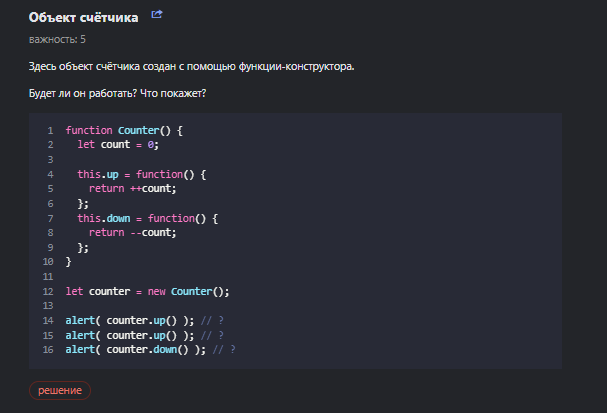 Объект счётчика
важность: 5
Здесь объект счётчика создан с помощью функции-конструктора.
Будет ли он работать? Что покажет?
1 function Counter() {
2 let count = 0;
3
4 this.up = function() {
5 return ++count;
6 };
7 this.down = function() {
8 return --count;
9 };
10 }
11
12 let counter = new Counter();
13
14 alert( counter.up() ); // ?
15 alert( counter.up() ); // ?
16 alert( counter.down() ); // ?
решение